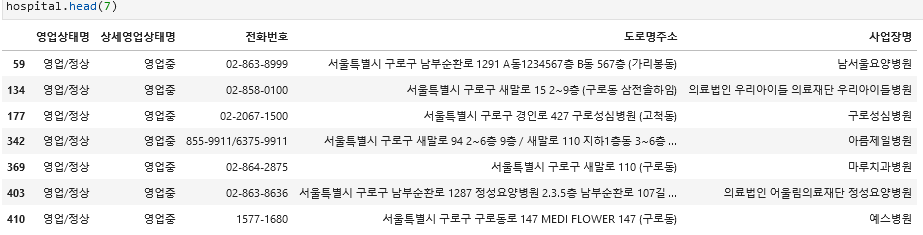 hospital.head(7)
영업상태명 상세영업상태명 전화번호 도로명주소 사업장명
59 영업/정상 영업중 02-863-8999 서울특별시 구로구 남부순환로 1291 A동1234567층 B동 567층 (가리봉동) 남서울요양병원
134 영업/정상 영업중 02-858-0100 서울특별시 구로구 새말로 15 2~9층 (구로동 삼전솔하임) 의료법인 우리아이들 의료재단 우리아이들병원
177 영업/정상 영업중 02-2067-1500 서울특별시 구로구 경인로 427 구로성심병원 (고척동) 구로성심병원
342 영업/정상 영업중 855-9911/6375-9911 서울특별시 구로구 새말로 94 2~6층 9층 / 새말로 110 지하1층동 3~6층 ... 아름제일병원
369 영업/정상 영업중 02-864-2875 서울특별시 구로구 새말로 110 (구로동) 마루치과병원
403 영업/정상 영업중 02-863-8636 서울특별시 구로구 남부순환로 1287 정성요양병원 2.3.5층 남부순환로 107길 ... 의료법인 어울림의료재단 정성요양병원
410 영업/정상 영업중 1577-1680 서울특별시 구로구 구로동로 147 MEDI FLOWER 147 (구로동) 예스병원